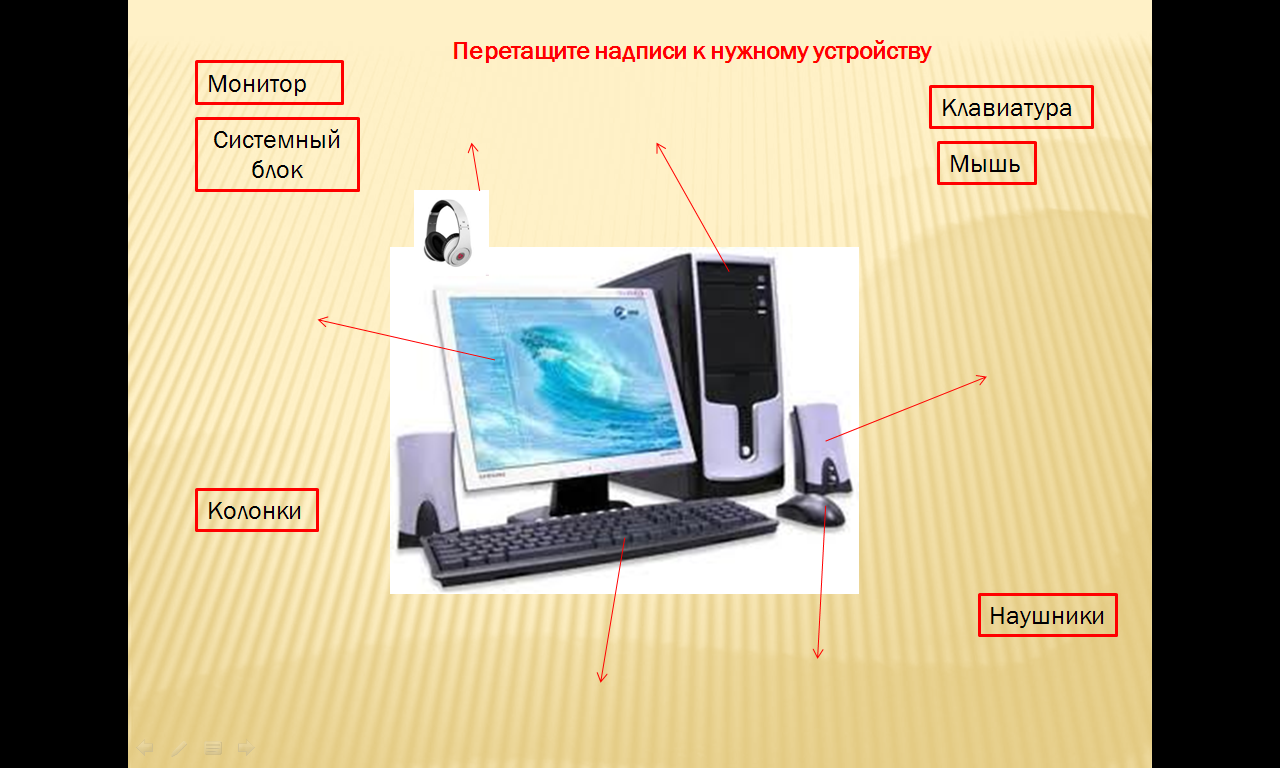 Перетащите надписи к нужному устройству
Монитор
Клавиатура
Системный
блок
Мышь
Колонки
Наушники